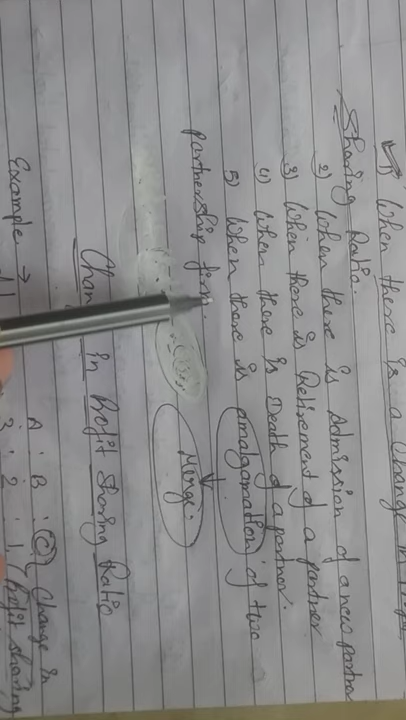 1) When there is a Change in Profit
Sharing Ratio.
2) When there is Admission of a new partner
3) When there is Retirement of a partner
4) When there is Death of a partner.
5) When there is amalgamation of two
partnership firm.
Merge.
Change in Profit Sharing Ratio
A : B : C Change in
Example → 3 : 2 : 1 Profit sharing